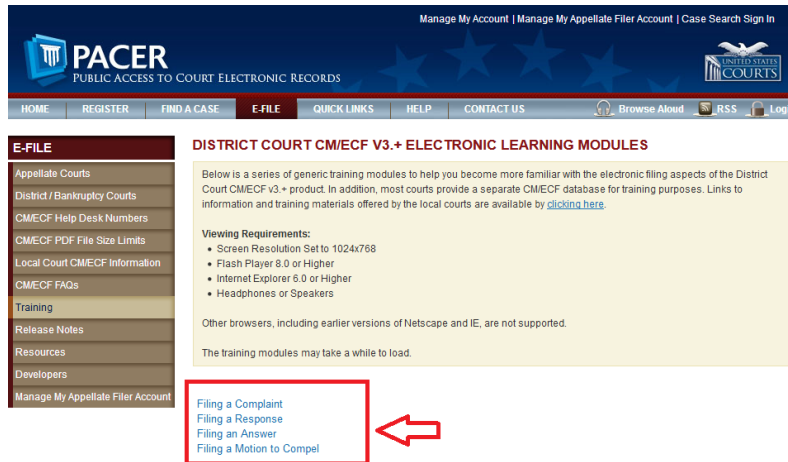 Manage My Account | Manage My Appellate Filer Account | Case Search Sign In
PACER
PUBLIC ACCESS TO COURT ELECTRONIC RECORDS
UNITED STATES
COURTS
HOME REGISTER FIND A CASE E-FILE QUICK LINKS HELP CONTACT US Browse Aloud RSS Log
E-FILE
Appellate Courts
District / Bankruptcy Courts
CM/ECF Help Desk Numbers
CM/ECF PDF File Size Limits
Local Court CM/ECF Information
CM/ECF FAQs
Training
Release Notes
Resources
Developers
Manage My Appellate Filer Account
DISTRICT COURT CM/ECF V3.+ ELECTRONIC LEARNING MODULES
Below is a series of generic training modules to help you become more familiar with the electronic filing aspects of the District
Court CM/ECF v3.+ product. In addition, most courts provide a separate CM/ECF database for training purposes. Links to
information and training materials offered by the local courts are available by clicking here.
Viewing Requirements:
• Screen Resolution Set to 1024x768
• Flash Player 8.0 or Higher
• Internet Explorer 6.0 or Higher
• Headphones or Speakers
Other browsers, including earlier versions of Netscape and IE, are not supported.
The training modules may take a while to load.
Filing a Complaint
Filing a Response
Filing an Answer
Filing a Motion to Compel